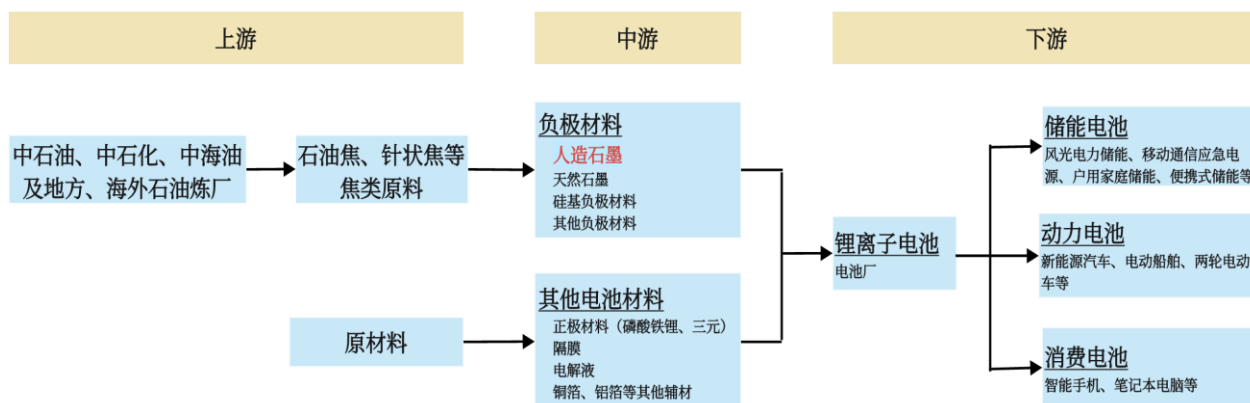 上游
中游
下游
中石油、中石化、中海油
及地方、海外石油炼厂
石油焦、针状焦等
焦类原料
负极材料
人造石墨
天然石墨
硅基负极材料
其他负极材料
原材料
其他电池材料
正极材料（磷酸铁锂、三元）
隔膜
电解液
铜箔、铝箔等其他辅材
锂离子电池
电池厂
储能电池
风光电力储能、移动通信应急电
源、户用家庭储能、便携式储能等
动力电池
新能源汽车、电动船舶、两轮电动
车等
消费电池
智能手机、笔记本电脑等